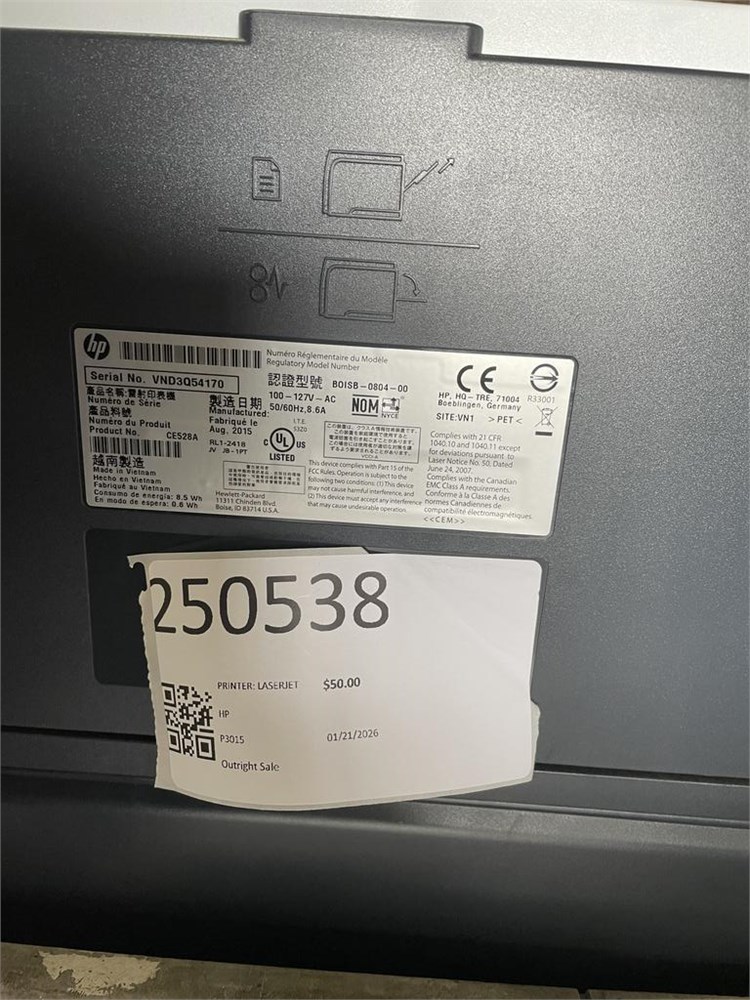 hp
Numéro Réglementaire du Modèle
Regulatory Model Number
Serial No. VND3Q54170
認證型號 BOISB-0804-00
產品名稱:雷射印表機
Numéro de Série
製造日期
100-127V-AC
50/60Hz, 8.6A
產品料號
Manufactured:
Numéro du Produit
Fabriqué le
Product No. CE528A
Aug. 2015
RL1-2418
JV JB-1PT
越南製造
Made in Vietnam
Hecho en Vietnam
Fabriqué au Vietnam
Consumo de energia: 8.5 Wh
En modo de espera: 0.6 Wh
Hewlett-Packard
11311 Chinden Blvd.
Boise, ID 83714 U.S.A.
I.T.E.
53Z0
C UL US
LISTED
NOM
NYCE
This device complies with Part 15 of the
FCC Rules. Operation is subject to the
following two conditions: (1) This device
may not cause harmful interference, and
(2) This device must accept any interference
that may cause undesirable operation.
CE
R33001
HP, HQ-TRE, 71004
Boeblingen, Germany
SITE:VN1 >PET<
Complies with 21 CFR
1040.10 and 1040.11 except
for deviations pursuant to
Laser Notice No. 50, Dated
June 24, 2007.
Complies with the Canadian
EMC Class A requirements.
Conforme à la Classe A des
normes Canadiennes de
compatibilité électromagnétiques.
<<CEM>>
250538
PRINTER: LASERJET $50.00
HP
P3015 01/21/2026
Outright Sale